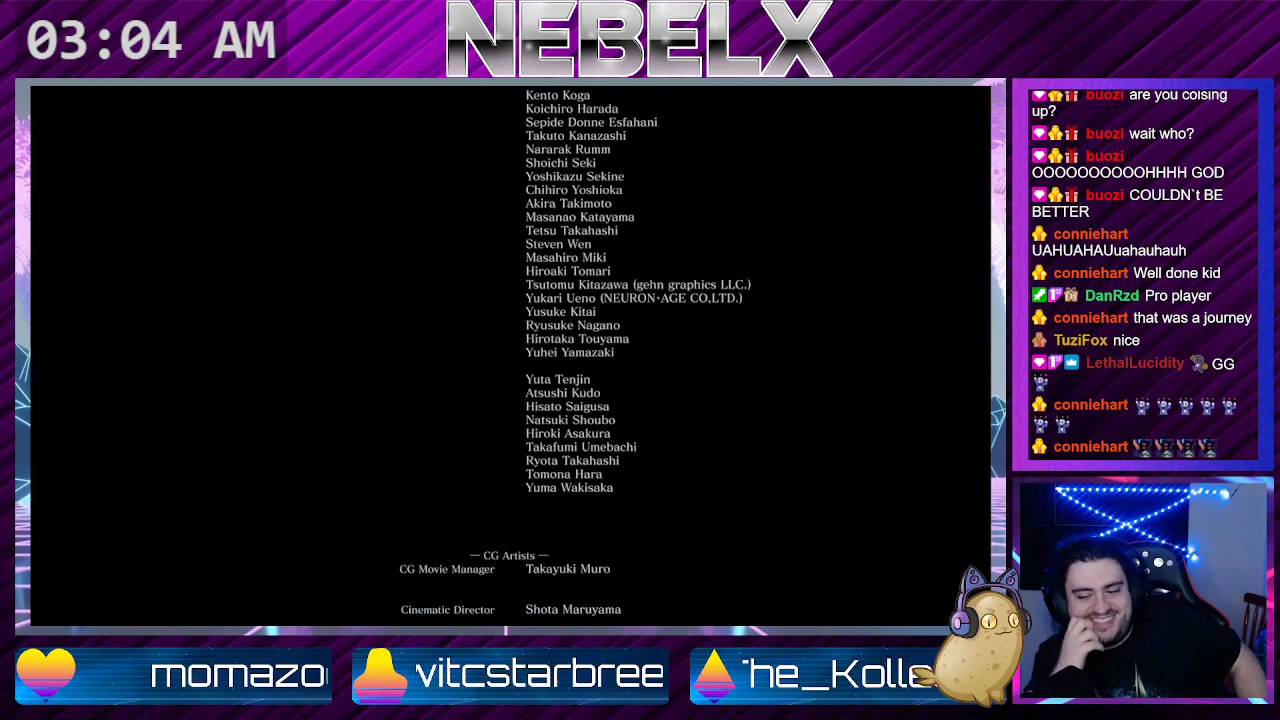 03:04 AM
NEBELX
Kento Koga
Koichiro Harada
Sepide Donne Esfahani
Takuto Kanazashi
Nararak Rumm
Shoichi Seki
Yoshikazu Sekine
Chihiro Yoshioka
Akira Takimoto
Masanao Katayama
Tetsu Takahashi
Steven Wen
Masahiro Miki
Hiroaki Tomari
Tsutomu Kitazawa (gehn graphics LLC.)
Yukari Ueno (NEURON·AGE CO,LTD.)
Yusuke Kitai
Ryusuke Nagano
Hirotaka Touyama
Yuhei Yamazaki
Yuta Tenjin
Atsushi Kudo
Hisato Saigusa
Natsuki Shoubo
Hiroki Asakura
Takafumi Umebachi
Ryota Takahashi
Tomona Hara
Yuma Wakisaka
— CG Artists —
CG Movie Manager Takayuki Muro
Cinematic Director Shota Maruyama
buozi are you coising
up?
buozi wait who?
buozi
OOOOOOOOOOHHHH GOD
buozi COULDN`t BE
BETTER
conniehart
UAHUAHAUuahauhauh
conniehart Well done kid
DanRzd Pro player
conniehart that was a journey
TuziFox nice
LethalLucidity GG
conniehart
conniehart
momazo
vitcstarbree
The_Kolle